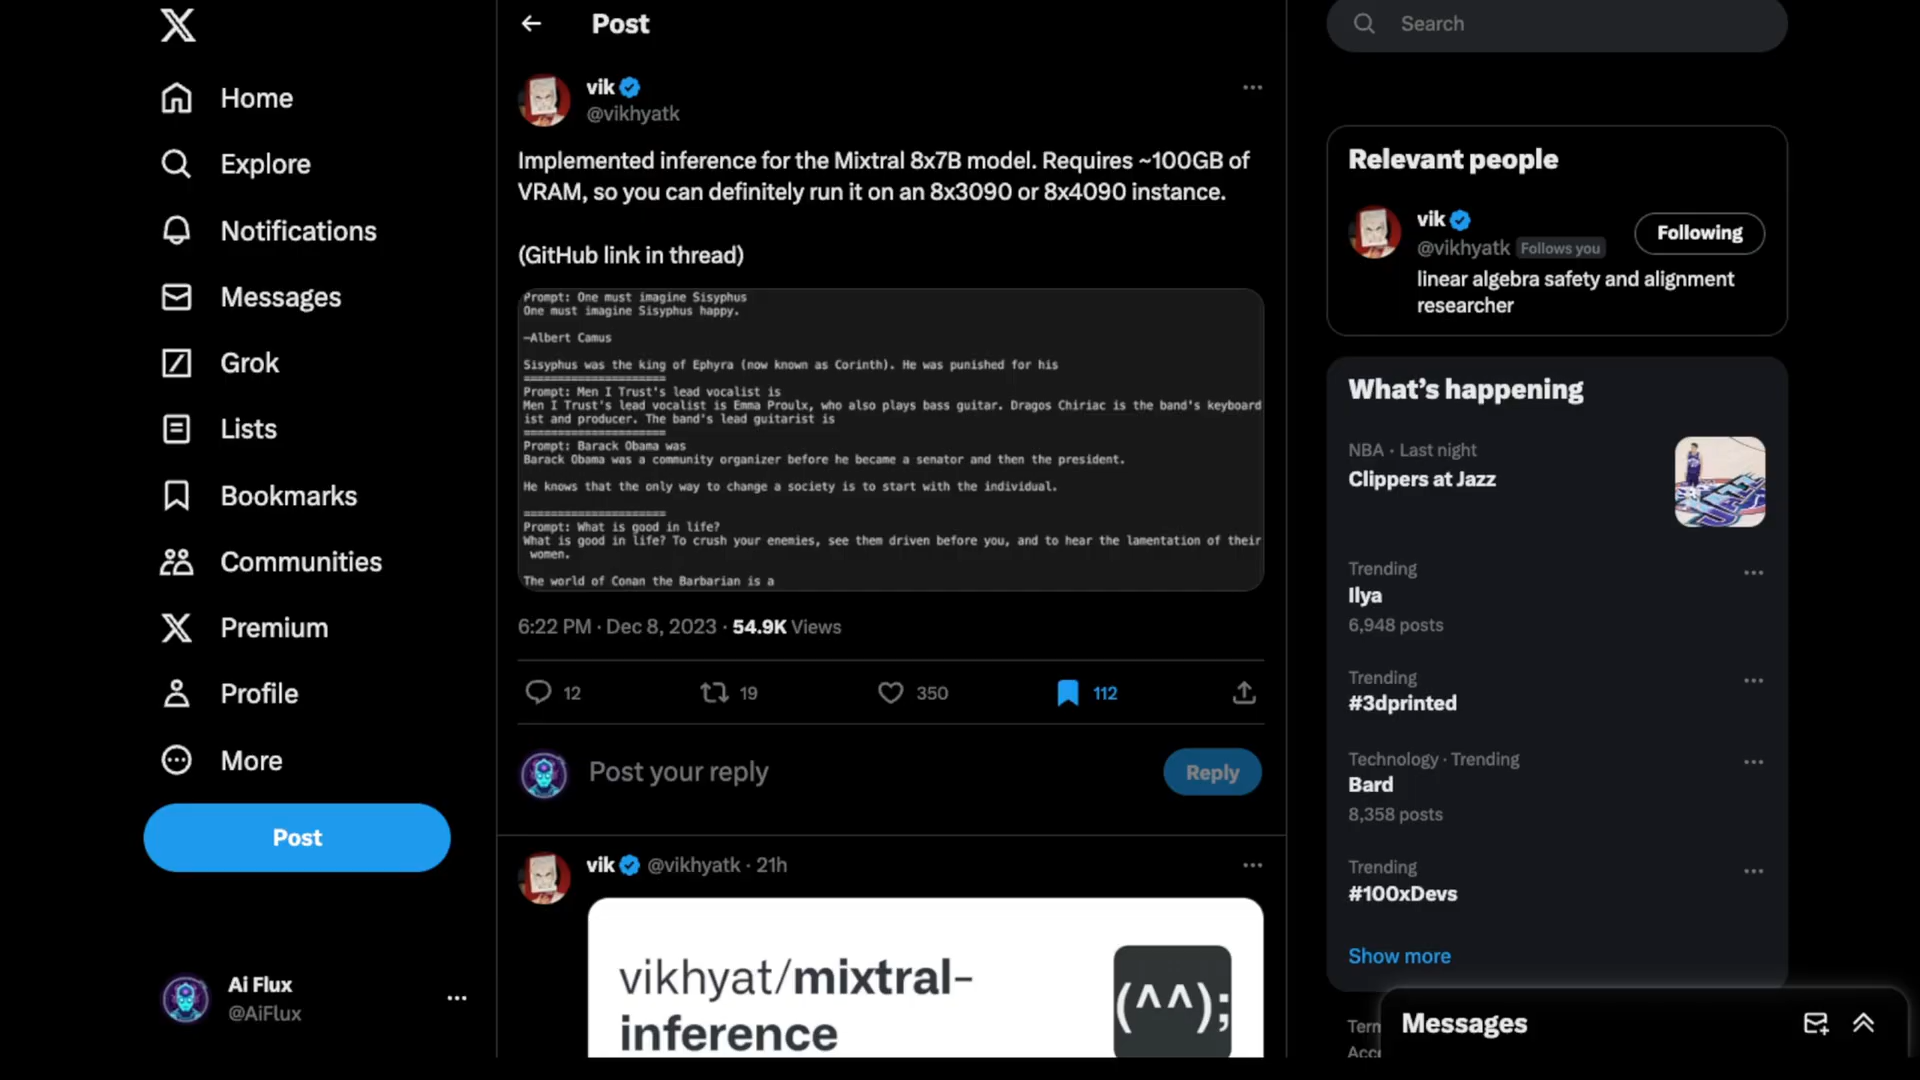 Home
Explore
Notifications
Messages
Grok
Lists
Bookmarks
Communities
Premium
Profile
More
Post
Ai Flux
@AiFlux
Post
vik
@vikhyatk
Implemented inference for the Mixtral 8x7B model. Requires ~100GB of
VRAM, so you can definitely run it on an 8x3090 or 8x4090 instance.
(GitHub link in thread)
Prompt: One must imagine Sisyphus
One must imagine Sisyphus happy.
—Albert Camus
Sisyphus was the king of Ephyra (now known as Corinth). He was punished for his
=====================
Prompt: Men I Trust's lead vocalist is
Men I Trust's lead vocalist is Emma Proulx, who also plays bass guitar. Dragos Chiriac is the band's keyboard
ist and producer. The band's lead guitarist is
=====================
Prompt: Barack Obama was
Barack Obama was a community organizer before he became a senator and then the president.
He knows that the only way to change a society is to start with the individual.
=====================
Prompt: What is good in life?
What is good in life? To crush your enemies, see them driven before you, and to hear the lamentation of their
women.
The world of Conan the Barbarian is a
6:22 PM · Dec 8, 2023 · 54.9K Views
12 19 350 112
Post your reply
Reply
vik @vikhyatk · 21h
vikhyat/mixtral-
inference
(^^);
Search
Relevant people
vik
@vikhyatk Follows you
Following
linear algebra safety and alignment
researcher
What's happening
NBA · Last night
Clippers at Jazz
Trending
Ilya
6,948 posts
Trending
#3dprinted
Technology · Trending
Bard
8,358 posts
Trending
#100xDevs
Show more
Messages